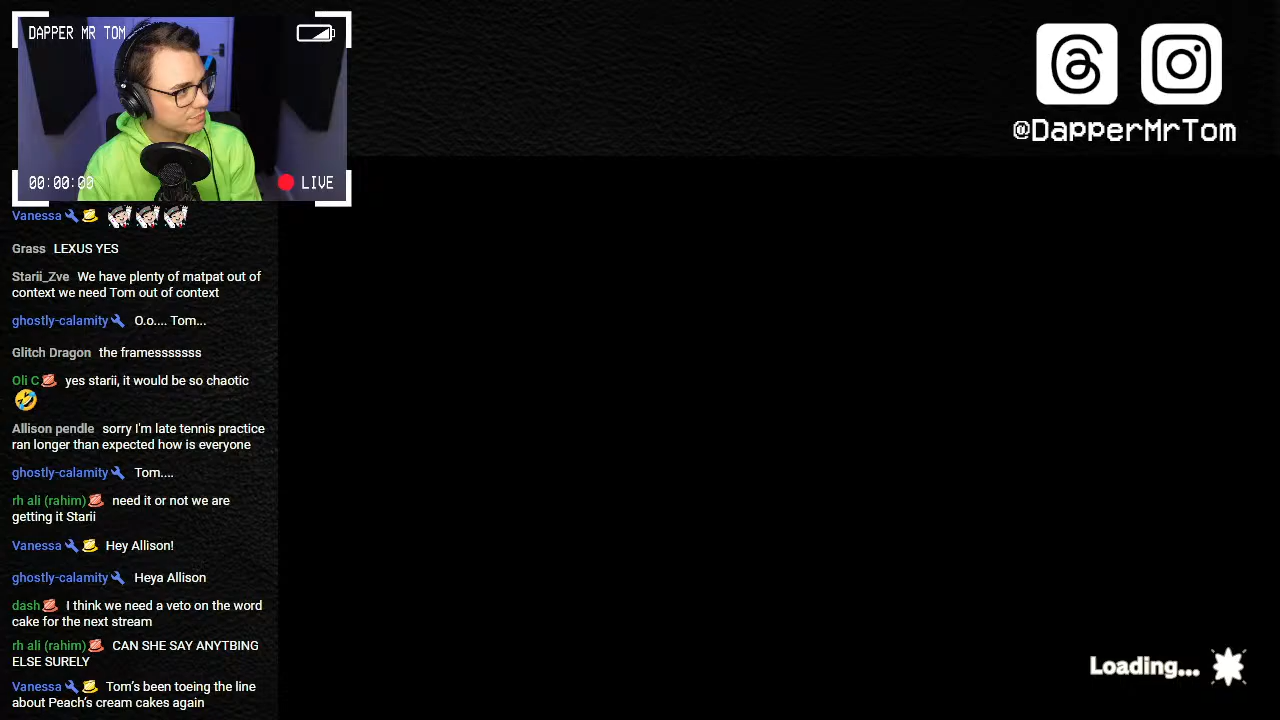 DAPPER MR TOM
00:00:00
LIVE
@DapperMrTom
Vanessa
Grass LEXUS YES
Starii_Zve We have plenty of matpat out of
context we need Tom out of context
ghostly-calamity O.o.... Tom...
Glitch Dragon the framesssssss
Oli C yes starii, it would be so chaotic
Allison pendle sorry I'm late tennis practice
ran longer than expected how is everyone
ghostly-calamity Tom....
rh ali (rahim) need it or not we are
getting it Starii
Vanessa Hey Allison!
ghostly-calamity Heya Allison
dash I think we need a veto on the word
cake for the next stream
rh ali (rahim) CAN SHE SAY ANYTBING
ELSE SURELY
Vanessa Tom’s been toeing the line
about Peach’s cream cakes again
Loading...